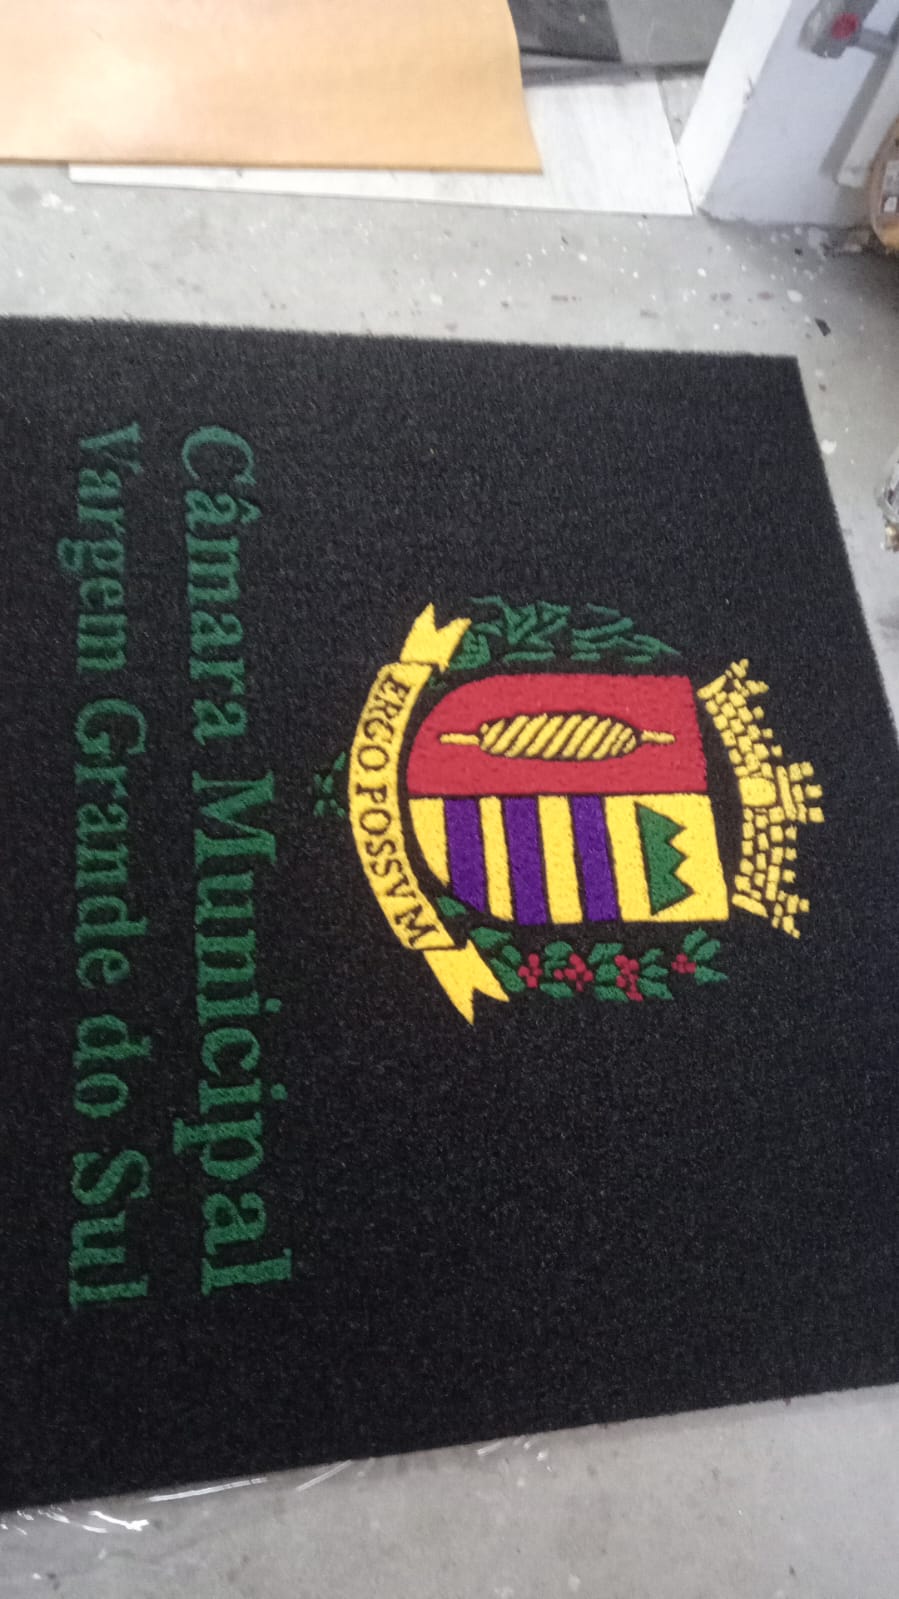 ERGO POSSVM
Câmara Municipal
Vargem Grande do Sul